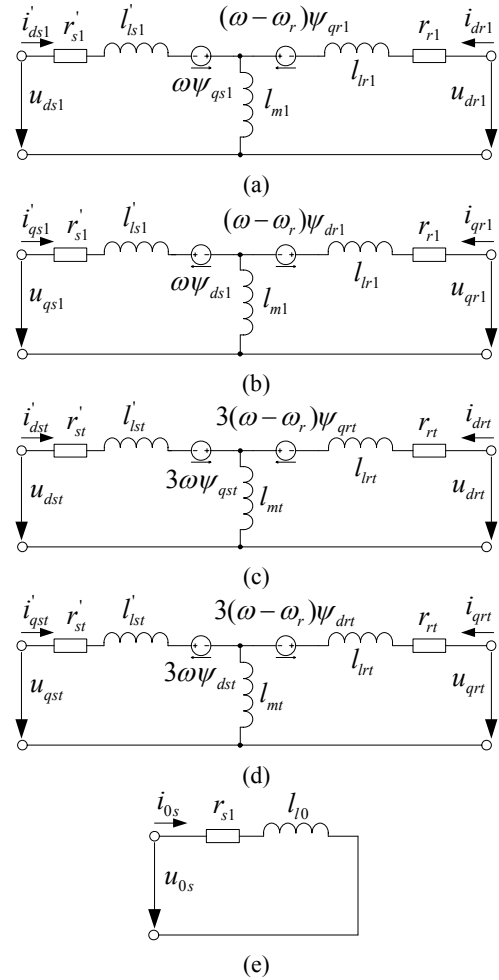 i'ds1 r's1 l'ls1 (ω−ωr)ψqr1 idr1
rr1
uds1 ωψqs1 lm1 llr1 udr1
(a)
i'qs1 r's1 l'ls1 (ω−ωr)ψdr1 iqr1
rr1
uqs1 ωψds1 lm1 llr1 uqr1
(b)
i'dst r'st l'lst 3(ω−ωr)ψqrt idrt
rrt
udst 3ωψqst lmt llrt udrt
(c)
i'qst r'st l'lst 3(ω−ωr)ψdrt iqrt
rrt
uqst 3ωψdst lmt llrt uqrt
(d)
i0s rs1 ll0
u0s
(e)